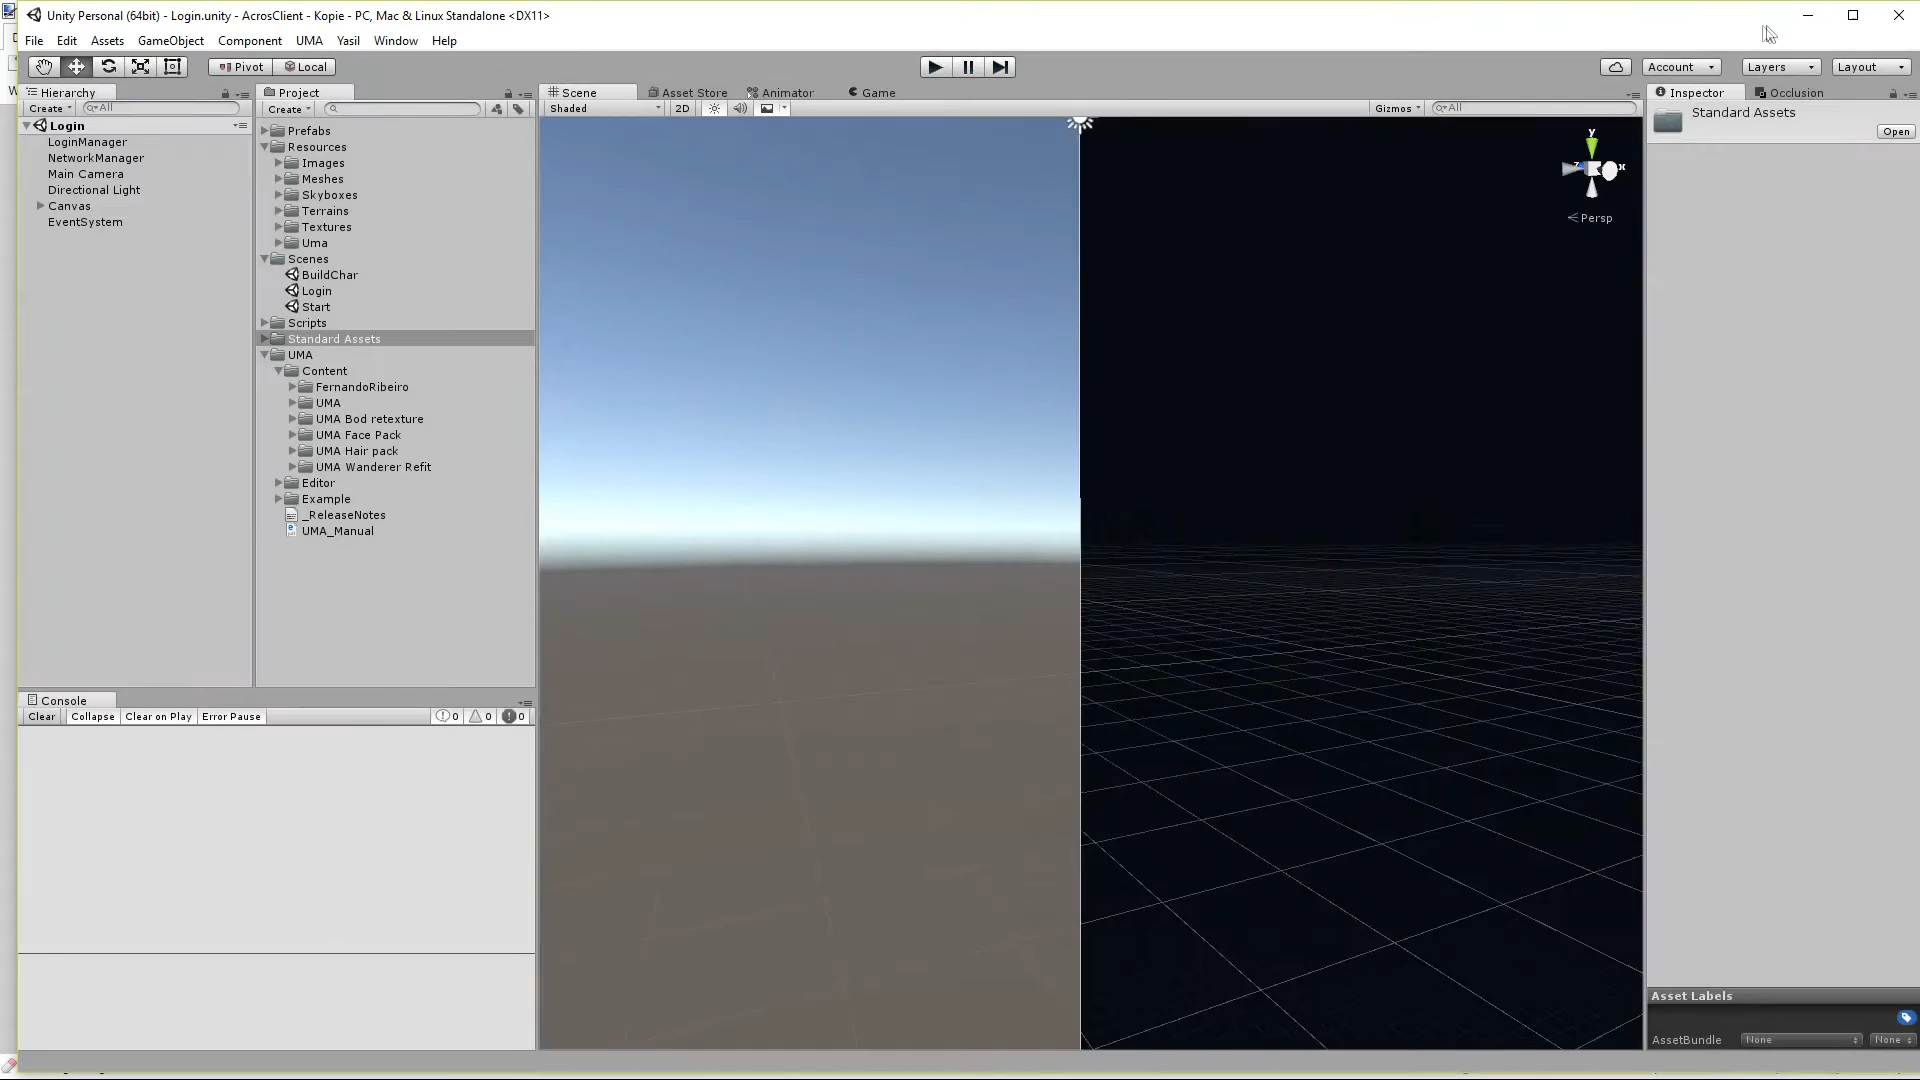 Unity Personal (64bit) - Login.unity - AcrosClient - Kopie - PC, Mac & Linux Standalone <DX11>
File Edit Assets GameObject Component UMA Yasil Window Help
Pivot Local Account Layers Layout
Hierarchy
Create All
Login
LoginManager
NetworkManager
Main Camera
Directional Light
Canvas
EventSystem
Project
Create
Prefabs
Resources
Images
Meshes
Skyboxes
Terrains
Textures
Uma
Scenes
BuildChar
Login
Start
Scripts
Standard Assets
UMA
Content
FernandoRibeiro
UMA
UMA Bod retexture
UMA Face Pack
UMA Hair pack
UMA Wanderer Refit
Editor
Example
_ReleaseNotes
UMA_Manual
Scene Asset Store Animator Game
Shaded 2D Gizmos All
y
z x
Persp
Inspector Occlusion
Standard Assets
Open
Console
Clear Collapse Clear on Play Error Pause 0 0 0
Asset Labels
AssetBundle None None